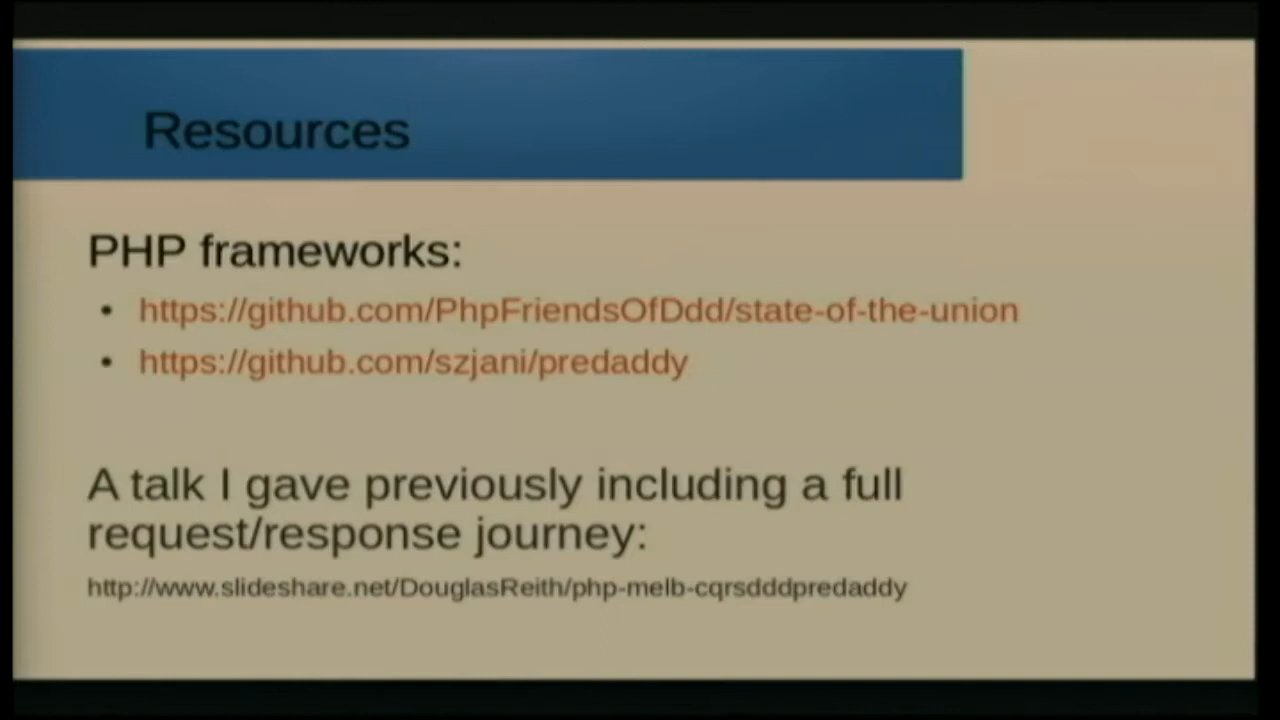 Resources
PHP frameworks:
• https://github.com/PhpFriendsOfDdd/state-of-the-union
• https://github.com/szjani/predaddy
A talk I gave previously including a full
request/response journey:
http://www.slideshare.net/DouglasReith/php-melb-cqrsdddpredaddy